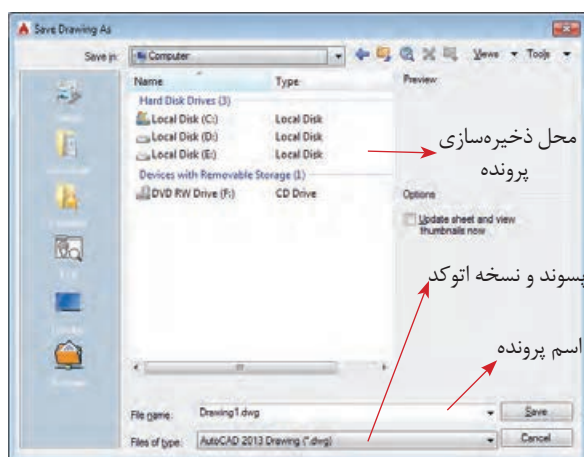 Save Drawing As
Save in: Computer Views Tools
Name Type Preview
Hard Disk Drives (3)
Local Disk (C:) Local Disk
Local Disk (D:) Local Disk
Local Disk (E:) Local Disk
Devices with Removable Storage (1)
DVD RW Drive (F:) CD Drive
محل ذخیره‌سازی
پرونده
Options
Update sheet and view
thumbnails now
پسوند و نسخه اتوکد
اسم پرونده
File name: Drawing1.dwg Save
Files of type: AutoCAD 2013 Drawing (*.dwg) Cancel